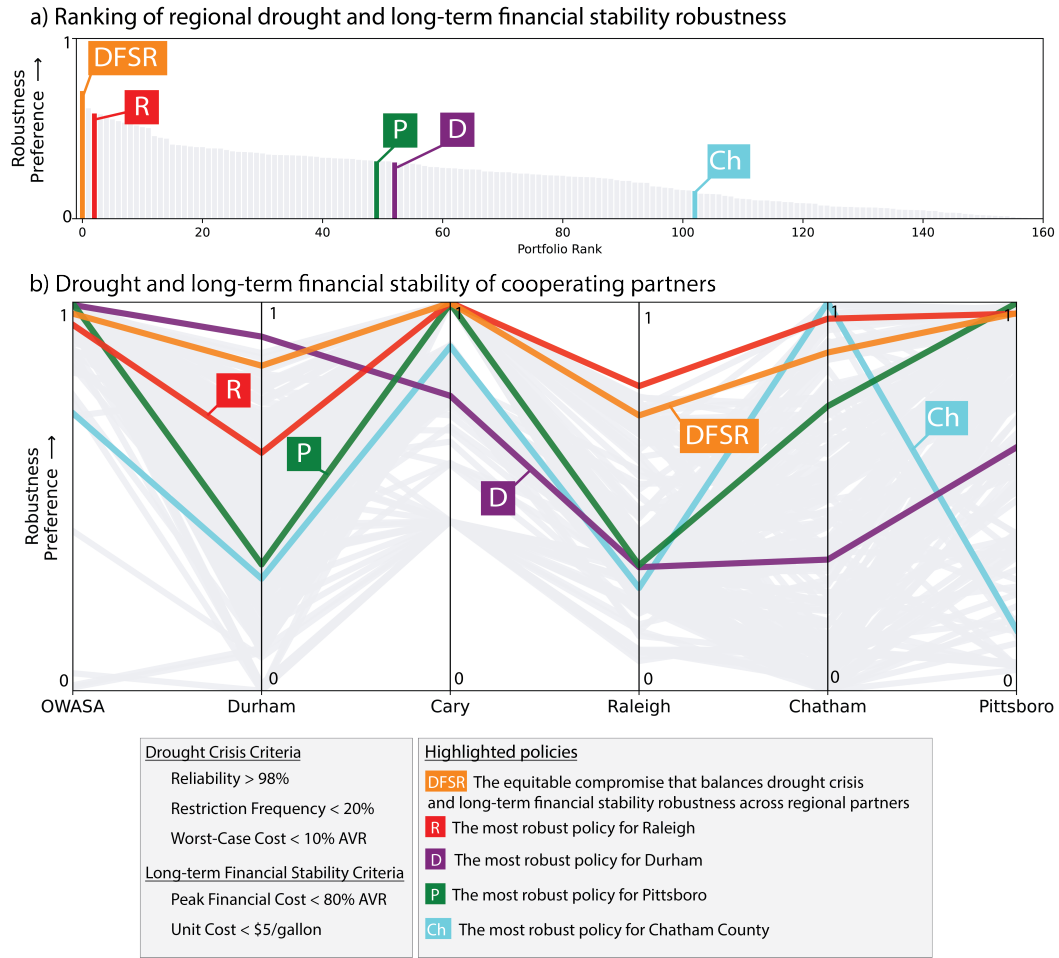 a) Ranking of regional drought and long-term financial stability robustness
Robustness
Preference →
1
0
DFSR
R
P
D
Ch
0 20 40 60 80 100 120 140 160
Portfolio Rank
b) Drought and long-term financial stability of cooperating partners
Robustness
Preference →
1 1 1 1 1 1
R
P
D
DFSR
Ch
0 0 0 0 0 0
OWASA Durham Cary Raleigh Chatham Pittsboro
Drought Crisis Criteria
Reliability > 98%
Restriction Frequency < 20%
Worst-Case Cost < 10% AVR
Long-term Financial Stability Criteria
Peak Financial Cost < 80% AVR
Unit Cost < $5/gallon
Highlighted policies
DFSR The equitable compromise that balances drought crisis
and long-term financial stability robustness across regional partners
R The most robust policy for Raleigh
D The most robust policy for Durham
P The most robust policy for Pittsboro
Ch The most robust policy for Chatham County